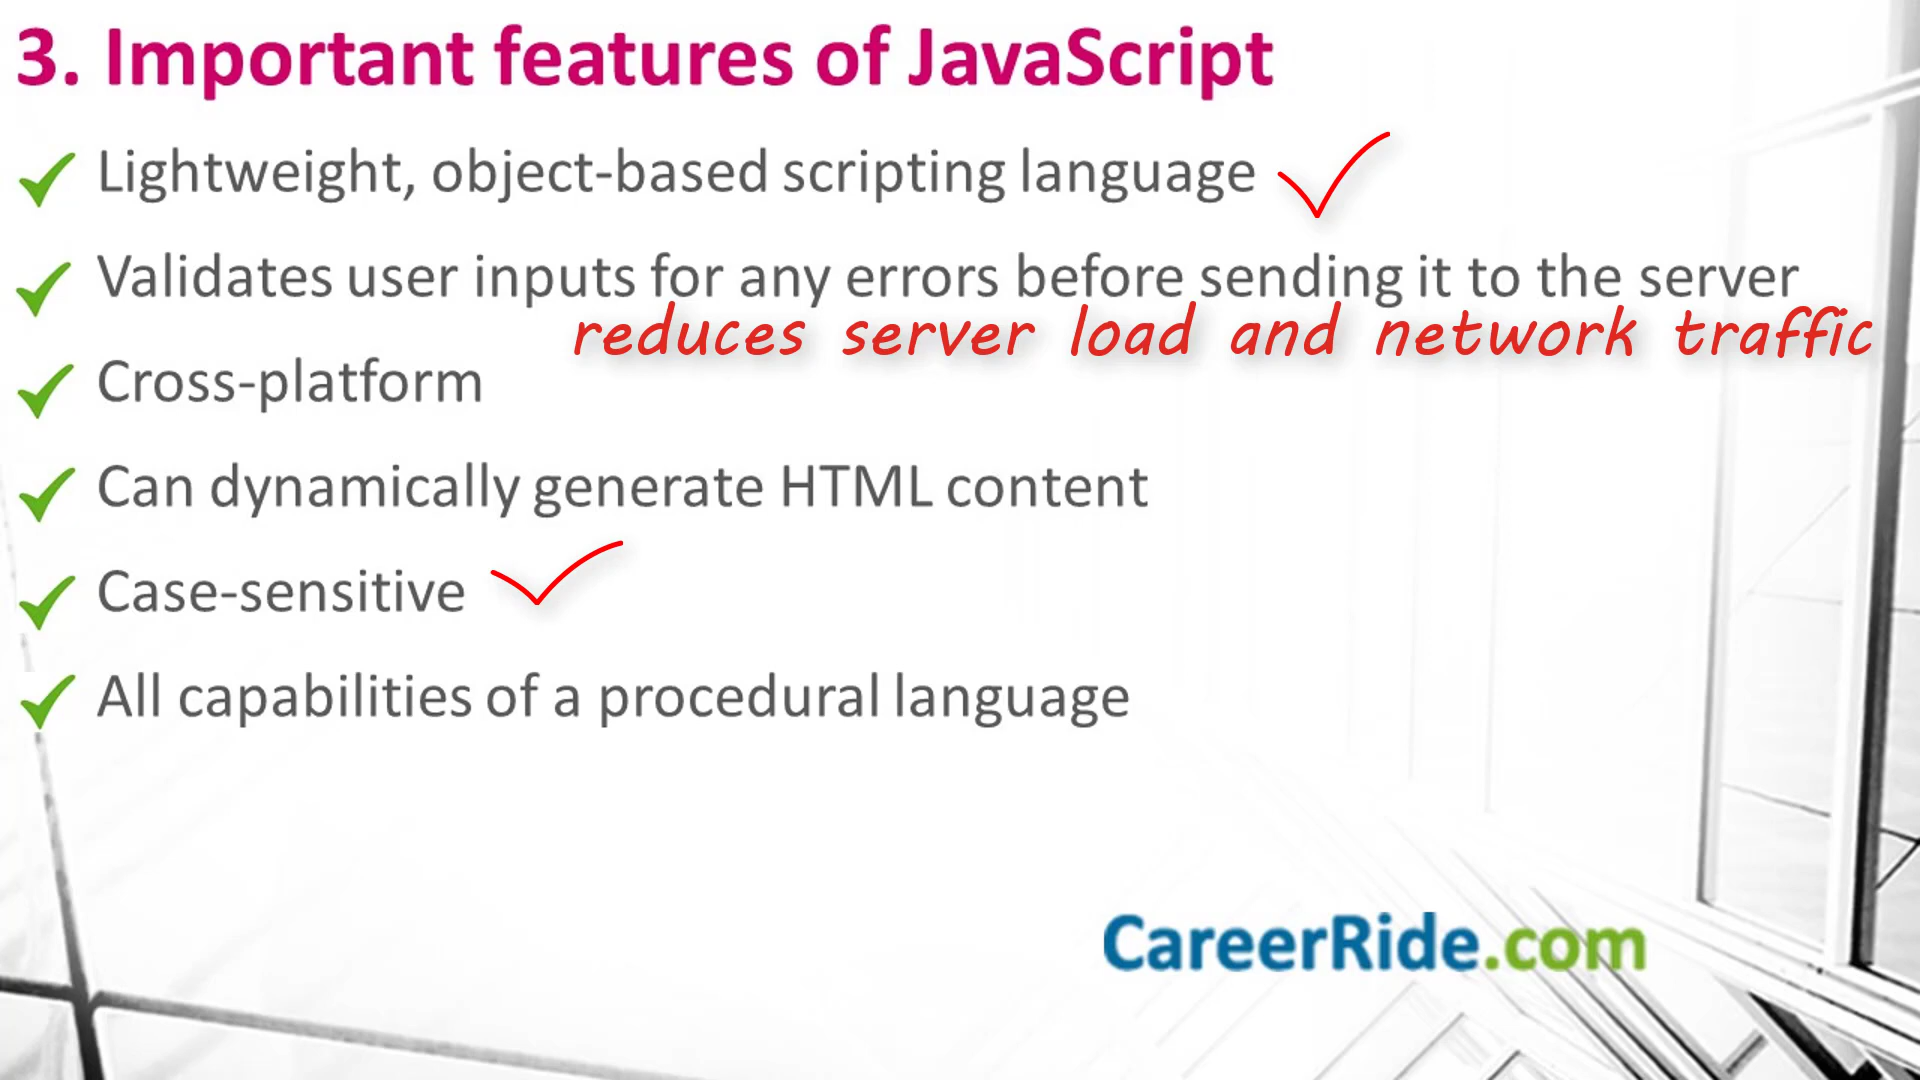 3. Important features of JavaScript
Lightweight, object-based scripting language
Validates user inputs for any errors before sending it to the server
reduces server load and network traffic
Cross-platform
Can dynamically generate HTML content
Case-sensitive
All capabilities of a procedural language
CareerRide.com